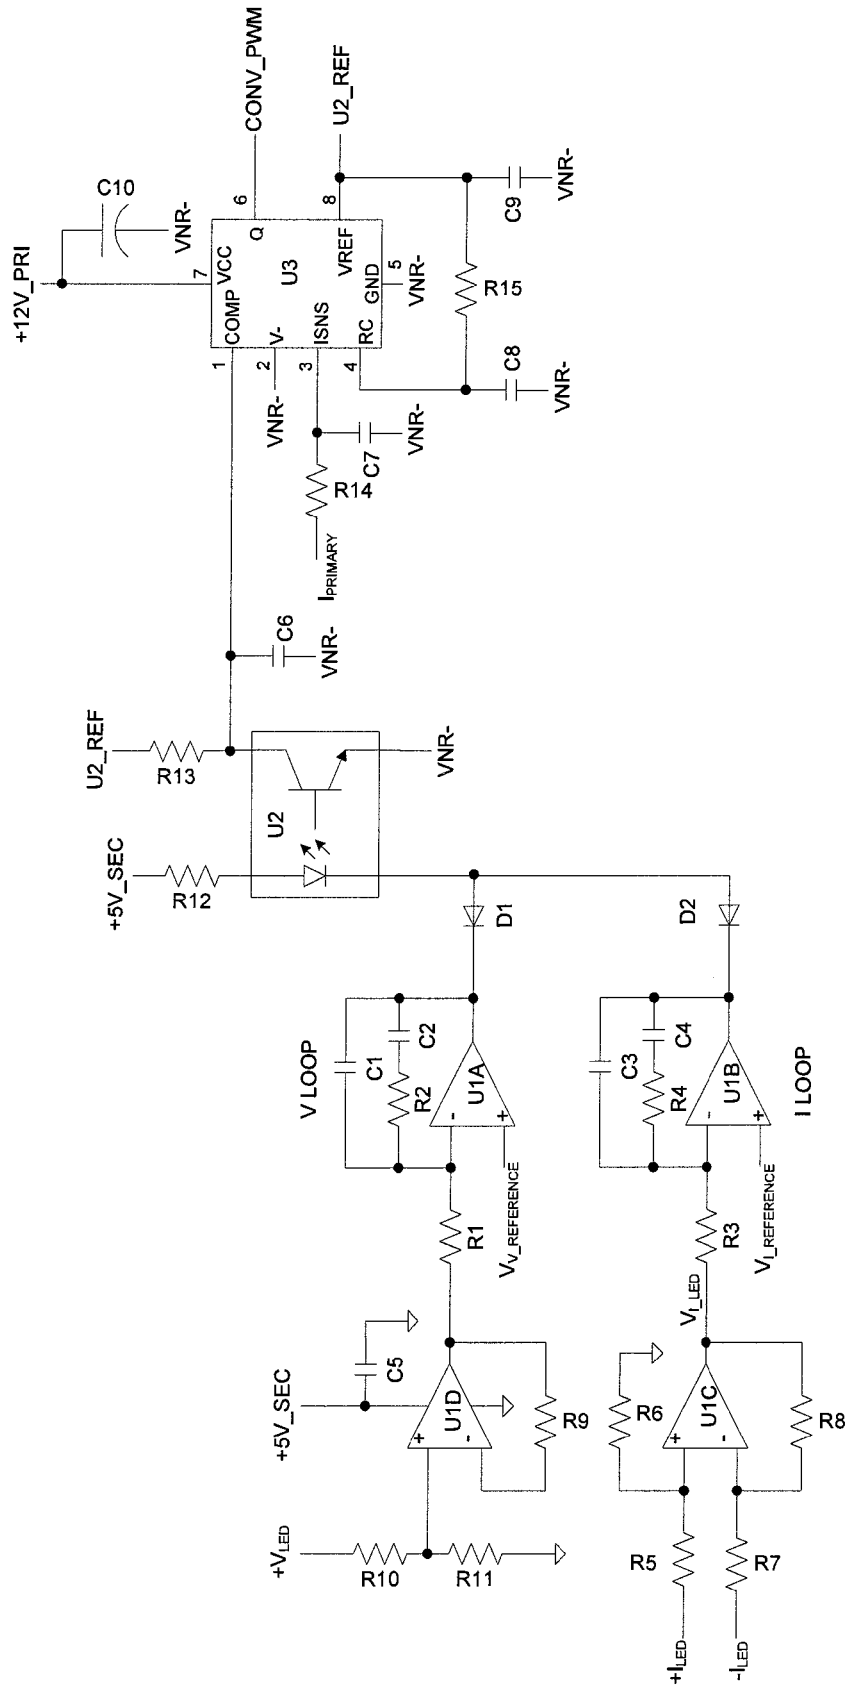 +12V_PRI
C10
VNR-
CONV_PWM
U2_REF
7
6
8
VCC
Q
COMP
U3
VREF
V-
ISNS
RC
GND
5
VNR-
1
2
3
4
VNR-
R15
C9
VNR-
C8
VNR-
C7
VNR-
R14
IPRIMARY
C6
VNR-
U2_REF
R13
+5V_SEC
R12
U2
VNR-
D1
D2
V LOOP
C1
C2
R2
U1A
-
+
R1
VV_REFERENCE
C3
C4
R4
U1B
-
+
I LOOP
R3
VI_REFERENCE
VI_LED
+5V_SEC
C5
U1D
+
-
R9
+VLED
R10
R11
R6
U1C
+
-
R8
R5
R7
+ILED
-ILED